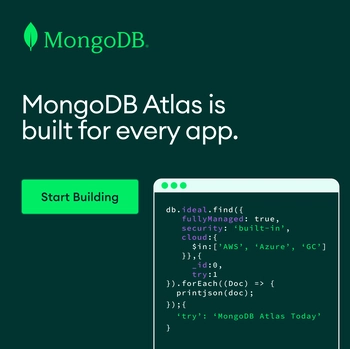 MongoDB®
MongoDB Atlas is
built for every app.
Start Building
db.ideal.find({
fullyManaged: true,
security: ‘built-in’,
cloud:{
$in:['AWS’, ‘Azure’, ‘GC’]
}},{
_id:0,
try:1
}).forEach((Doc) => {
printjson(doc);
});{
‘try’: ‘MongoDB Atlas Today’
}